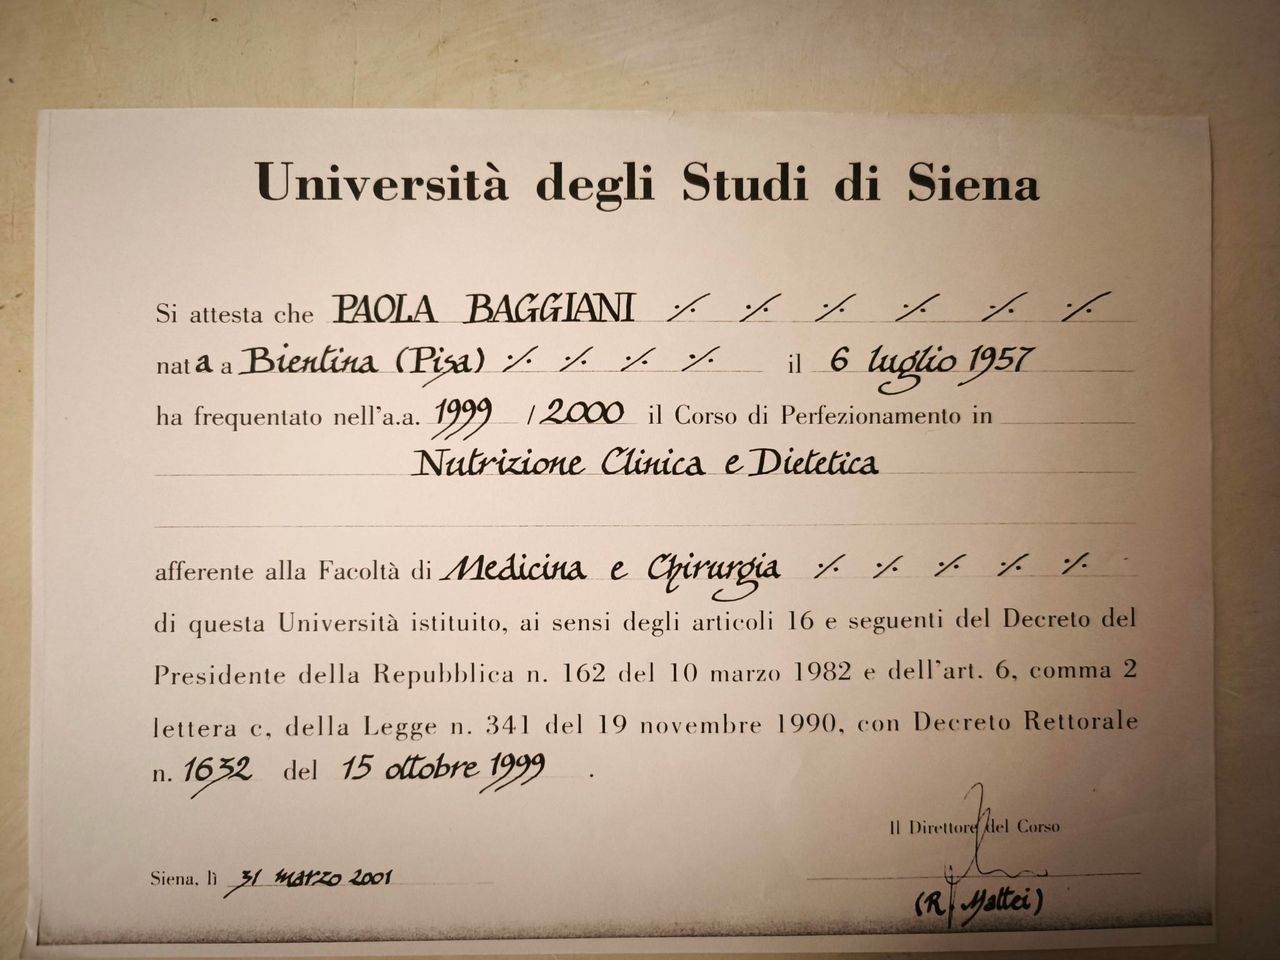 Università degli Studi di Siena
Si attesta che PAOLA BAGGIANI ·/. ·/. ·/. ·/. ·/. ·/.
nata a Bientina (Pisa) ·/. ·/. ·/. ·/. il 6 luglio 1957
ha frequentato nell'a.a. 1999 / 2000 il Corso di Perfezionamento in
Nutrizione Clinica e Dietetica
afferente alla Facoltà di Medicina e Chirurgia ·/. ·/. ·/. ·/. ·/.
di questa Università istituito, ai sensi degli articoli 16 e seguenti del Decreto del
Presidente della Repubblica n. 162 del 10 marzo 1982 e dell'art. 6, comma 2
lettera c, della Legge n. 341 del 19 novembre 1990, con Decreto Rettorale
n. 1632 del 15 ottobre 1999 .
Il Direttore del Corso
Siena, lì 31 marzo 2001
(R. Mattei)